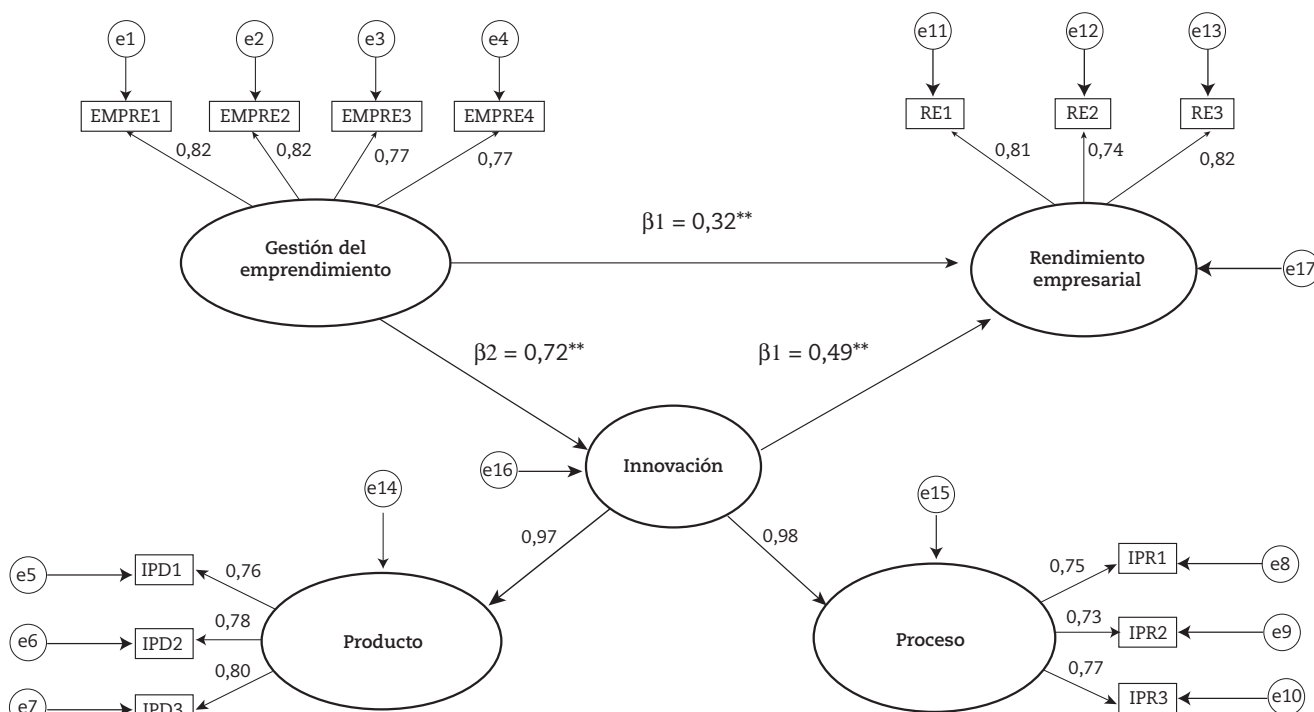 e1
e2
e3
e4
e11
e12
e13
EMPRE1
EMPRE2
EMPRE3
EMPRE4
RE1
RE2
RE3
0,82
0,82
0,77
0,77
0,81
0,74
0,82
β1 = 0,32**
Gestión del
emprendimiento
Rendimiento
empresarial
e17
β2 = 0,72**
β1 = 0,49**
e16
Innovación
e14
e15
0,97
0,98
e5
IPD1
0,76
0,75
IPR1
e8
e6
IPD2
0,78
Producto
Proceso
0,73
IPR2
e9
e7
IPD3
0,80
0,77
IPR3
e10